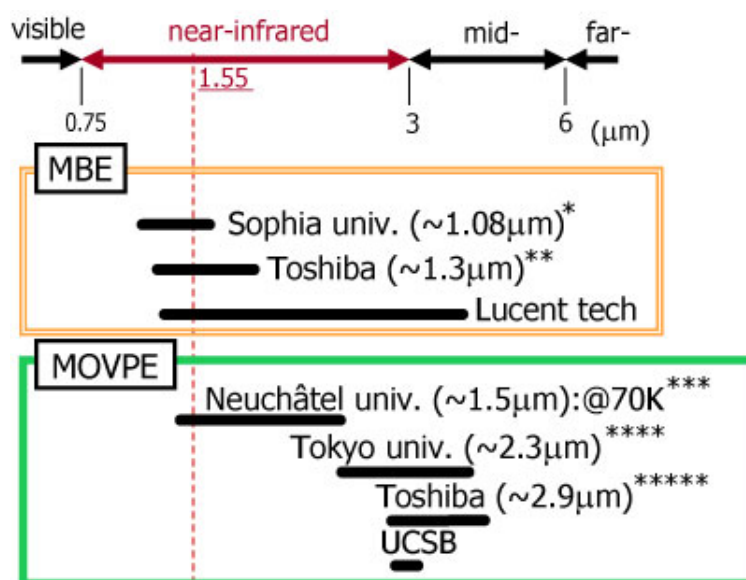 visible near-infrared mid- far-
1.55
0.75 3 6 (μm)
MBE
Sophia univ. (~1.08μm)*
Toshiba (~1.3μm)**
Lucent tech
MOVPE
Neuchâtel univ. (~1.5μm):@70K***
Tokyo univ. (~2.3μm)****
Toshiba (~2.9μm)*****
UCSB